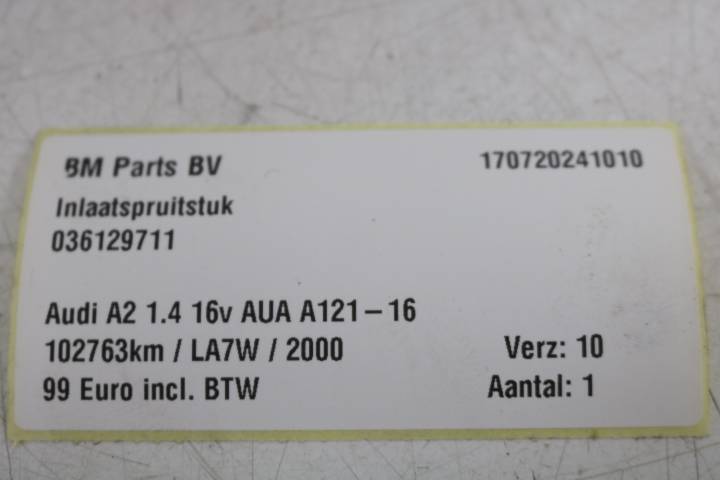 BM Parts BV 170720241010
Inlaatspruitstuk
036129711
Audi A2 1.4 16v AUA A121-16
102763km / LA7W / 2000 Verz: 10
99 Euro incl. BTW Aantal: 1